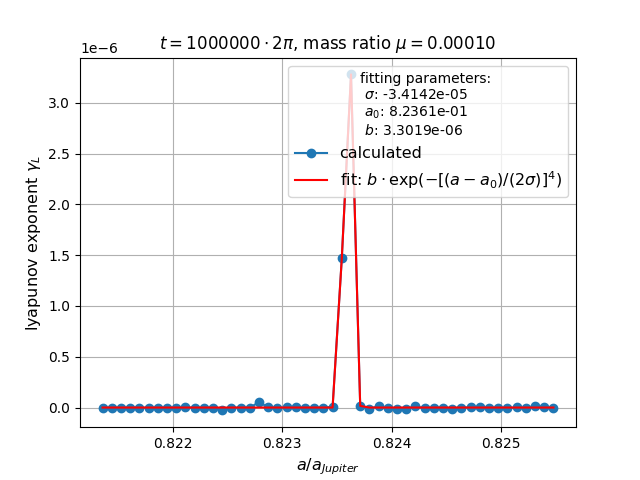 t = 1000000 · 2π, mass ratio μ = 0.00010
1e−6
fitting parameters:
σ: -3.4142e-05
a₀: 8.2361e-01
b: 3.3019e-06
calculated
fit: b · exp(−[(a − a₀)/(2σ)]⁴)
3.0
2.5
2.0
1.5
1.0
0.5
0.0
lyapunov exponent γ_L
0.822 0.823 0.824 0.825
a/a_Jupiter